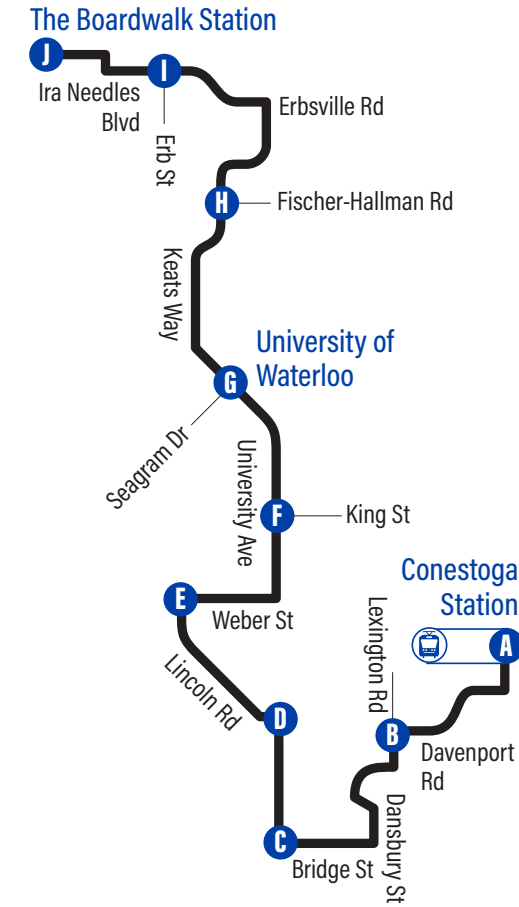 The Boardwalk Station
J
I
Ira Needles
Blvd
Erb St
Erbsville Rd
H
Fischer-Hallman Rd
Keats Way
University of
Waterloo
G
Seagram Dr
University Ave
F
King St
Conestoga
Station
E
Weber St
Lexington Rd
A
Lincoln Rd
D
B
Davenport
Rd
Dansbury St
C
Bridge St